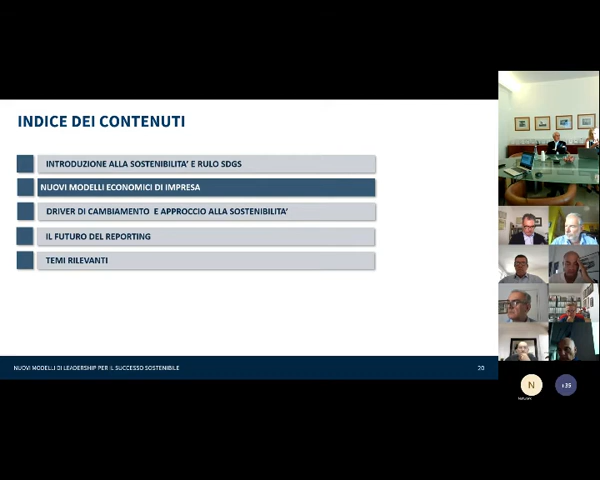 INDICE DEI CONTENUTI
INTRODUZIONE ALLA SOSTENIBILITA' E RULO SDGS
NUOVI MODELLI ECONOMICI DI IMPRESA
DRIVER DI CAMBIAMENTO E APPROCCIO ALLA SOSTENIBILITA'
IL FUTURO DEL REPORTING
TEMI RILEVANTI
NUOVI MODELLI DI LEADERSHIP PER IL SUCCESSO SOSTENIBILE
20
N